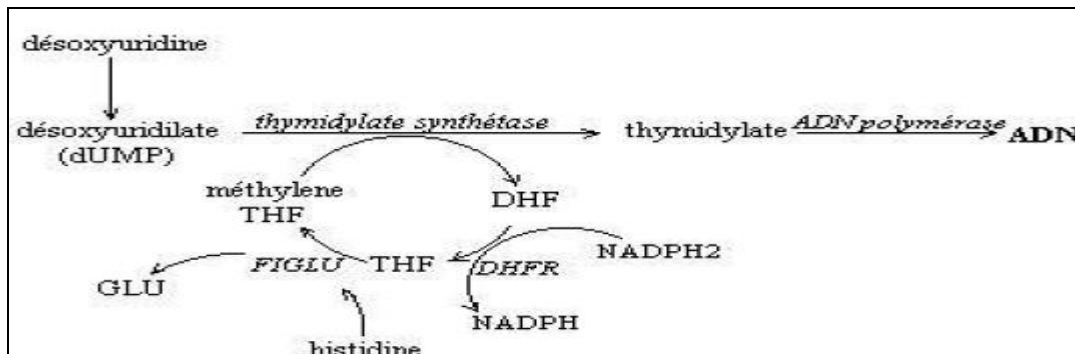 désoxyuridine
désoxyuridilate thymidylate synthétase thymidylate ADN polymérase ADN
(dUMP)
méthylene
THF
DHF
NADPH2
GLU
FIGLU
THF
DHFR
NADPH
histidine